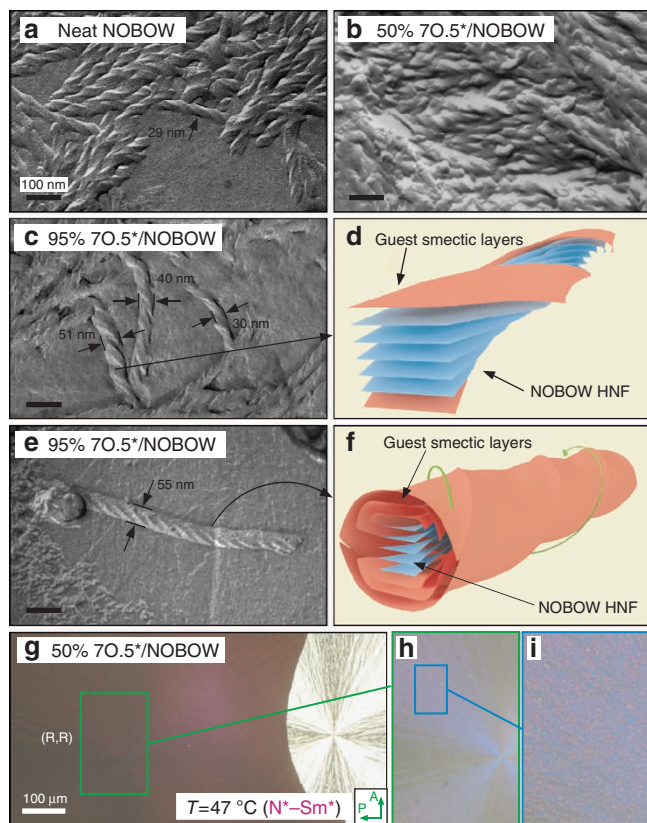 a
Neat NOBOW
29 nm
100 nm
b
50% 7O.5*/NOBOW
c
95% 7O.5*/NOBOW
40 nm
51 nm
30 nm
d
Guest smectic layers
NOBOW HNF
e
95% 7O.5*/NOBOW
55 nm
f
Guest smectic layers
NOBOW HNF
g
50% 7O.5*/NOBOW
(R,R)
100 µm
T=47 °C (N*–Sm*)
A
P
h
i